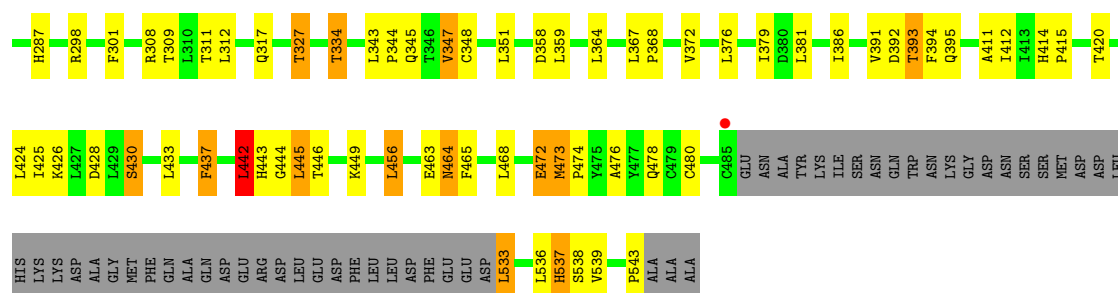 H287 R298 F301 R308 T309 L310 T311 L312 Q317 T327 T334 L343 P344 Q345 T346 V347 C348 L351 D358 L359 L364 L367 P368 V372 L376 I379 D380 L381 I386 V391 D392 T393 F394 Q395 A411 I412 I413 H414 P415 T420
L424 I425 K426 L427 D428 L429 S430 L433 F437 L442 H443 G444 L445 T446 K449 L456 E463 N464 F465 L468 E472 M473 P474 Y475 A476 Y477 Q478 C479 C480 C485 GLU ASN ALA TYR LYS ILE SER ASN GLN TRP ASN LYS GLY ASP ASN SER SER MET ASP ASP LEU
HIS LYS LYS ASP ALA GLY MET PHE GLN ALA GLN ASP GLU ARG ASP LEU GLU ASP PHE LEU LEU ASP PHE GLU GLU ASP L533 L536 H537 S538 V539 P543 ALA ALA ALA